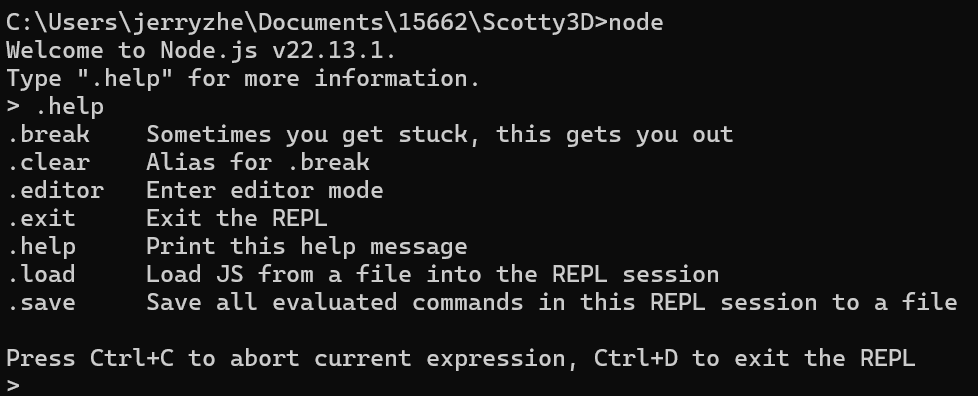 C:\Users\jerryzhe\Documents\15662\Scotty3D>node
Welcome to Node.js v22.13.1.
Type ".help" for more information.
> .help
.break    Sometimes you get stuck, this gets you out
.clear    Alias for .break
.editor   Enter editor mode
.exit     Exit the REPL
.help     Print this help message
.load     Load JS from a file into the REPL session
.save     Save all evaluated commands in this REPL session to a file

Press Ctrl+C to abort current expression, Ctrl+D to exit the REPL
>